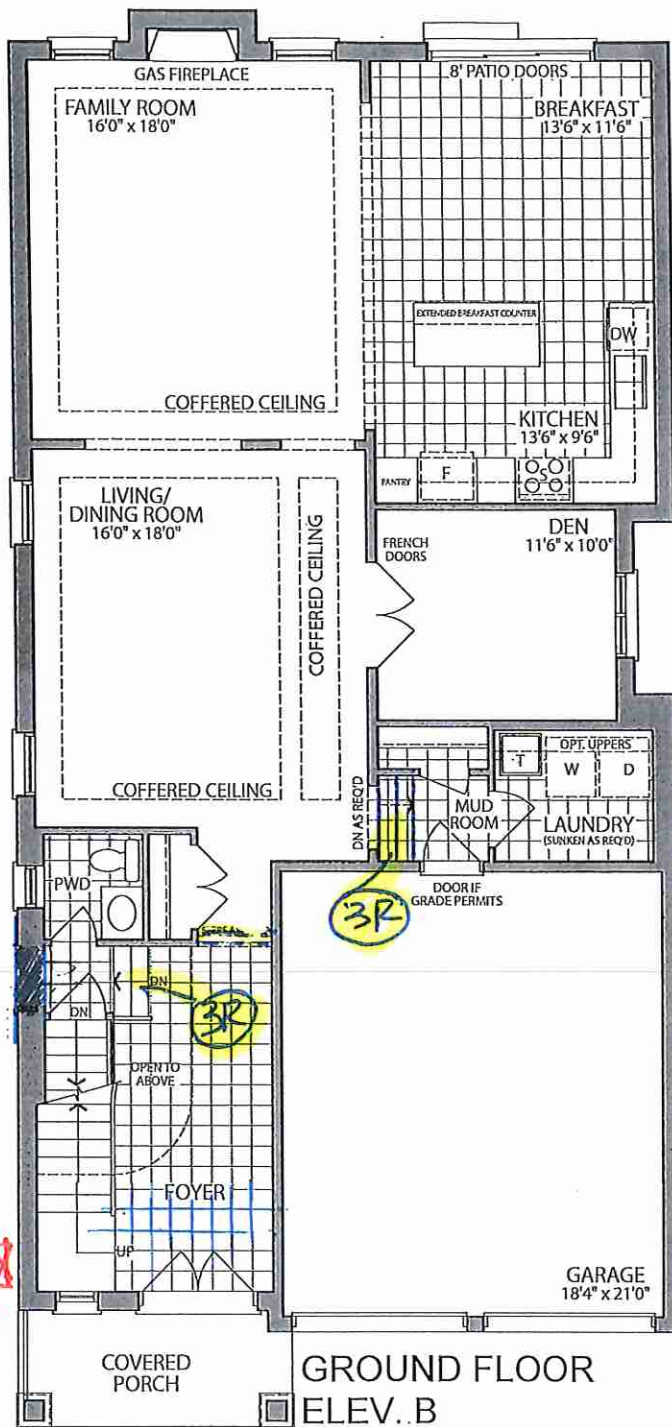 GAS FIREPLACE
8' PATIO DOORS
FAMILY ROOM
16'0" x 18'0"
BREAKFAST
13'6" x 11'6"
EXTENDED BREAKFAST COUNTER
DW
COFFERED CEILING
KITCHEN
13'6" x 9'6"
PANTRY
F
S
LIVING/
DINING ROOM
16'0" x 18'0"
COFFERED CEILING
FRENCH
DOORS
DEN
11'6" x 10'0"
COFFERED CEILING
DN AS REQ'D
T
OPT. UPPERS
W
D
MUD
ROOM
LAUNDRY
(SUNKEN AS REQ'D)
PWD
DOOR IF
GRADE PERMITS
3R
DN
3R
DN
OPEN TO
ABOVE
FOYER
UP
GARAGE
18'4" x 21'0"
COVERED
PORCH
GROUND FLOOR
ELEV..B